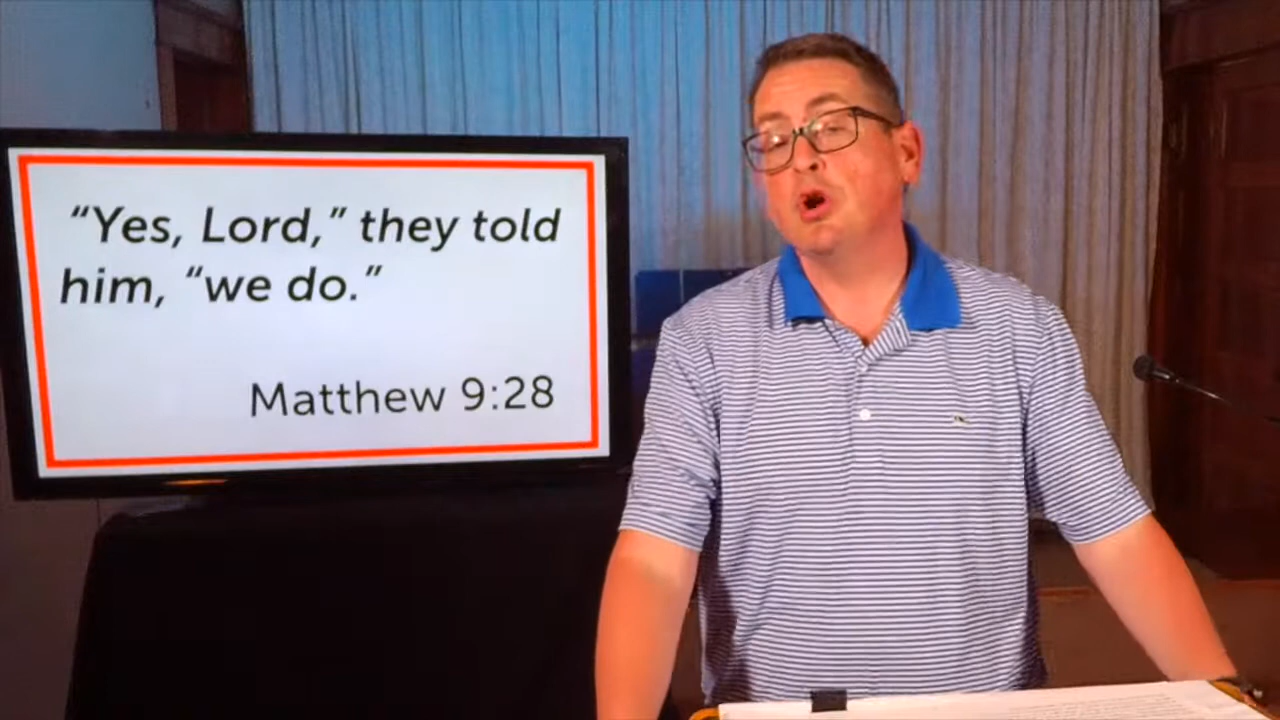 “Yes, Lord,” they told
him, “we do.”
Matthew 9:28